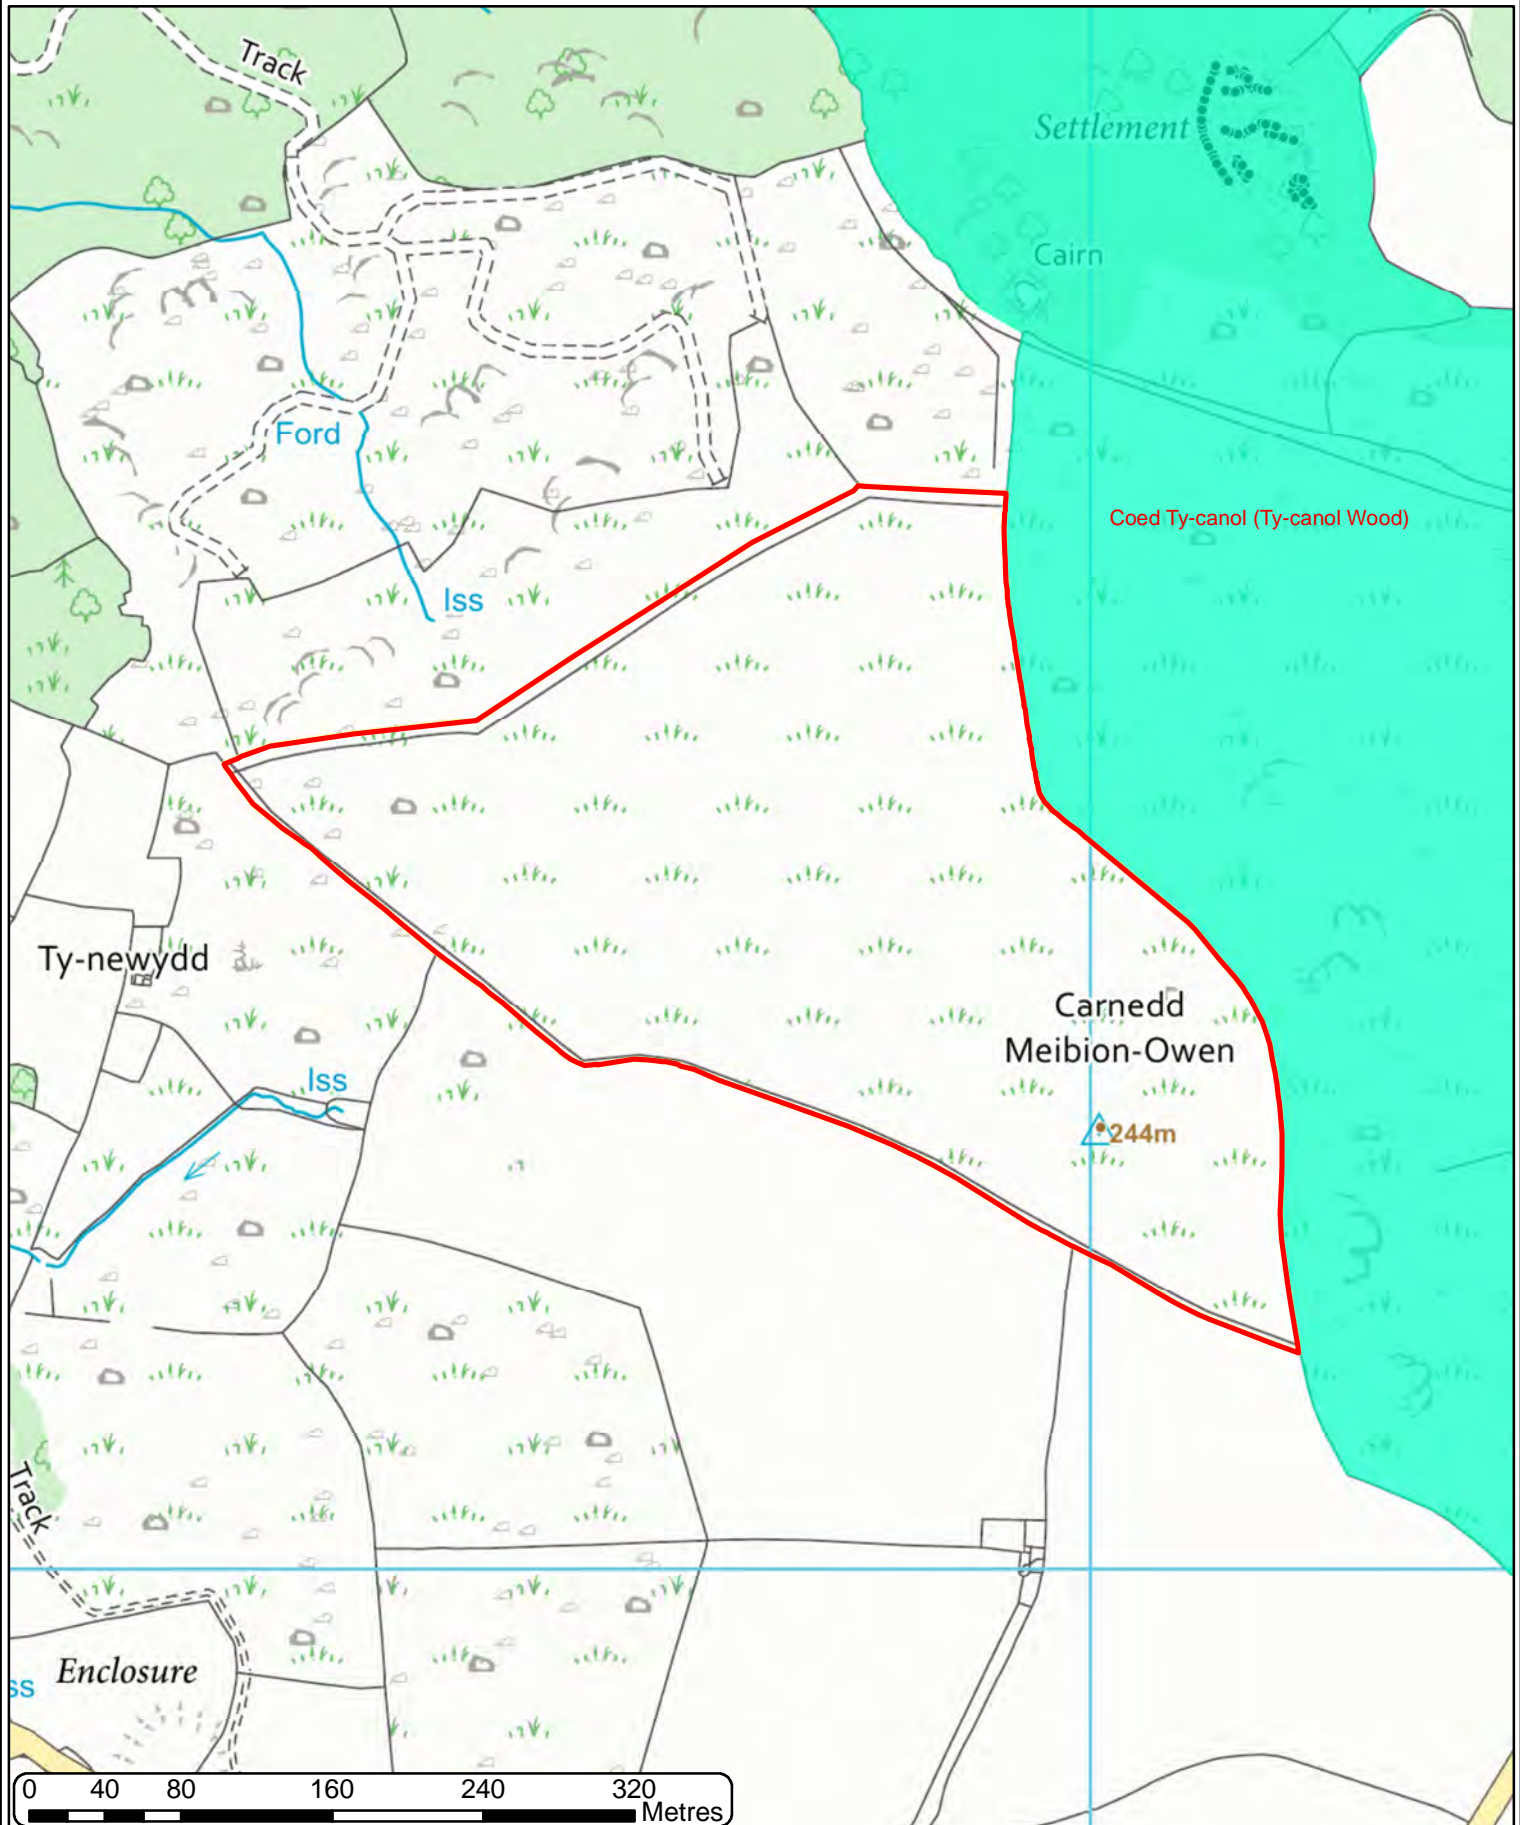 Track
Settlement
Cairn
Ford
Coed Ty-canol (Ty-canol Wood)
Iss
Ty-newydd
Carnedd
Meibion-Owen
Iss
244m
Track
Enclosure
ss
0 40 80 160 240 320
Metres